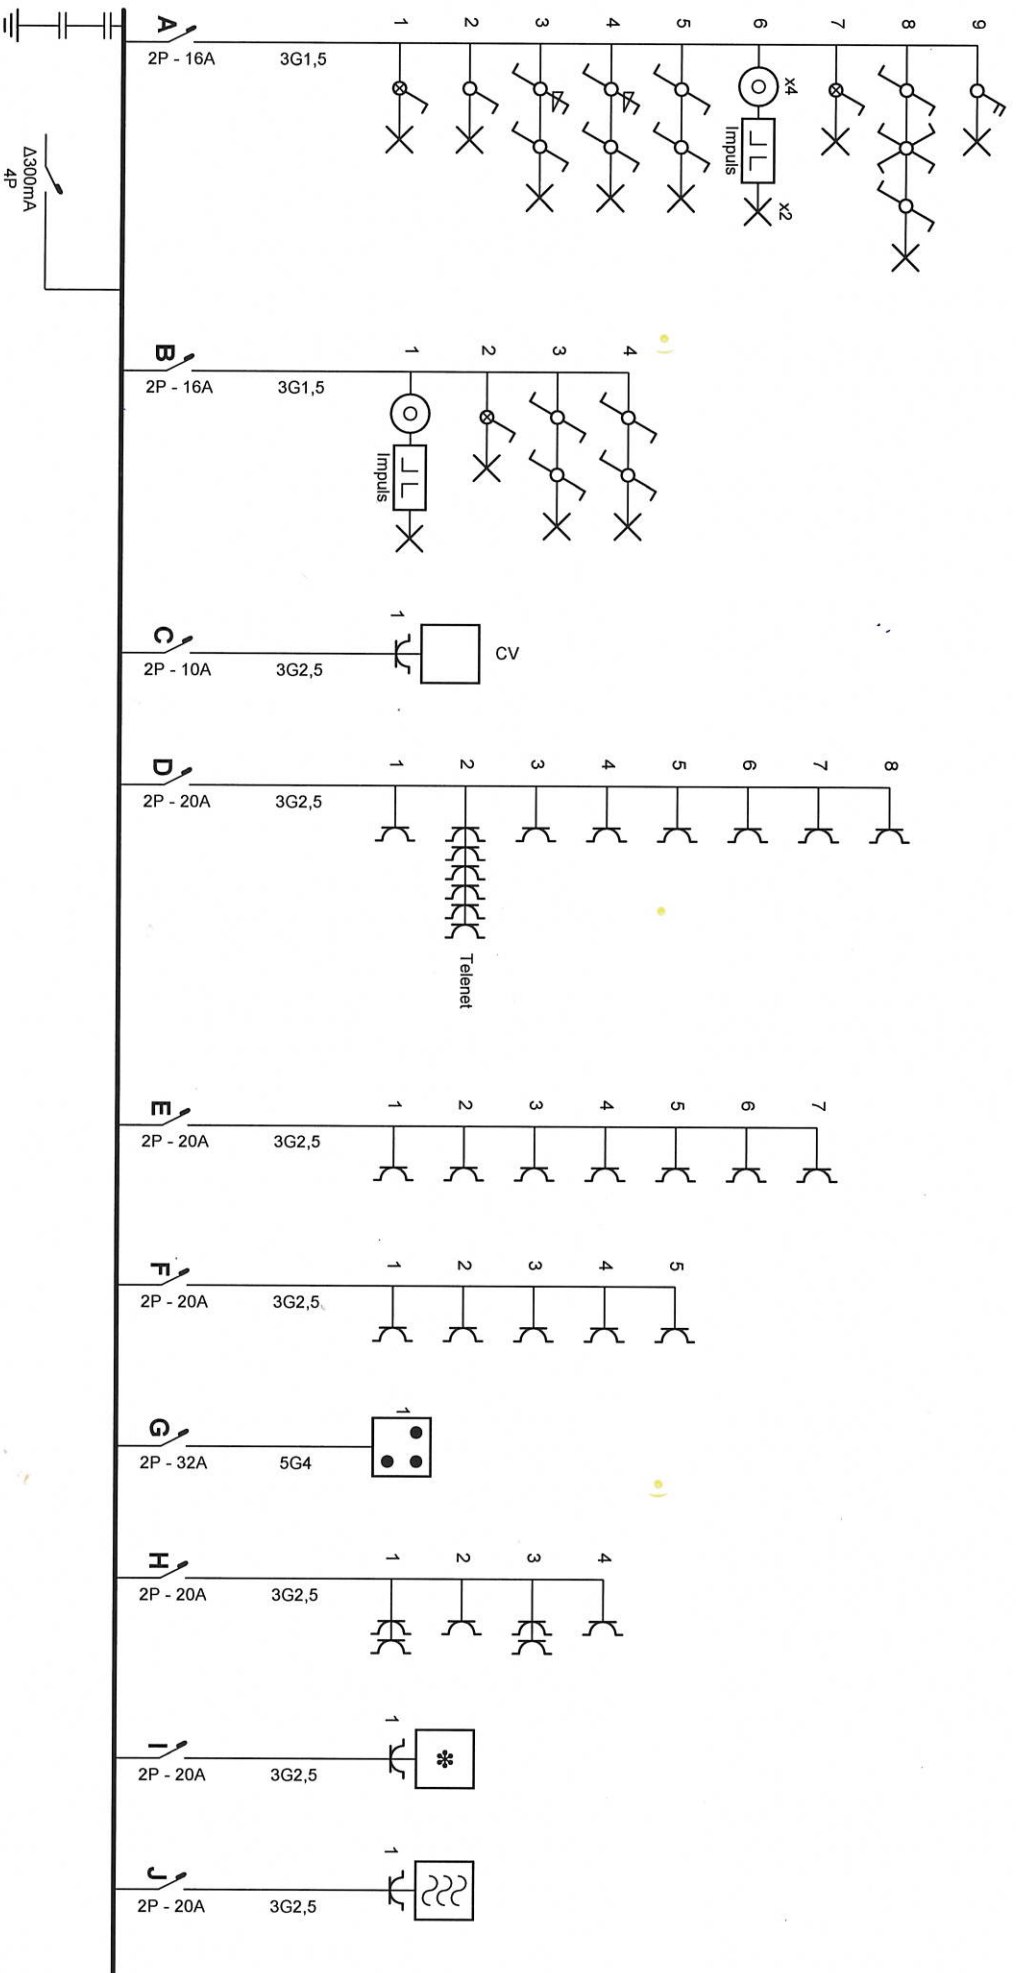 A
2P - 16A
3G1,5
1
2
3
4
5
6
x4
Impuls
x2
7
8
9
Δ300mA
4P
B
2P - 16A
3G1,5
1
Impuls
2
3
4
C
2P - 10A
3G2,5
1
CV
D
2P - 20A
3G2,5
1
2
Telenet
3
4
5
6
7
8
E
2P - 20A
3G2,5
1
2
3
4
5
6
7
F
2P - 20A
3G2,5
1
2
3
4
5
G
2P - 32A
5G4
1
H
2P - 20A
3G2,5
1
2
3
4
I
2P - 20A
3G2,5
1
J
2P - 20A
3G2,5
1